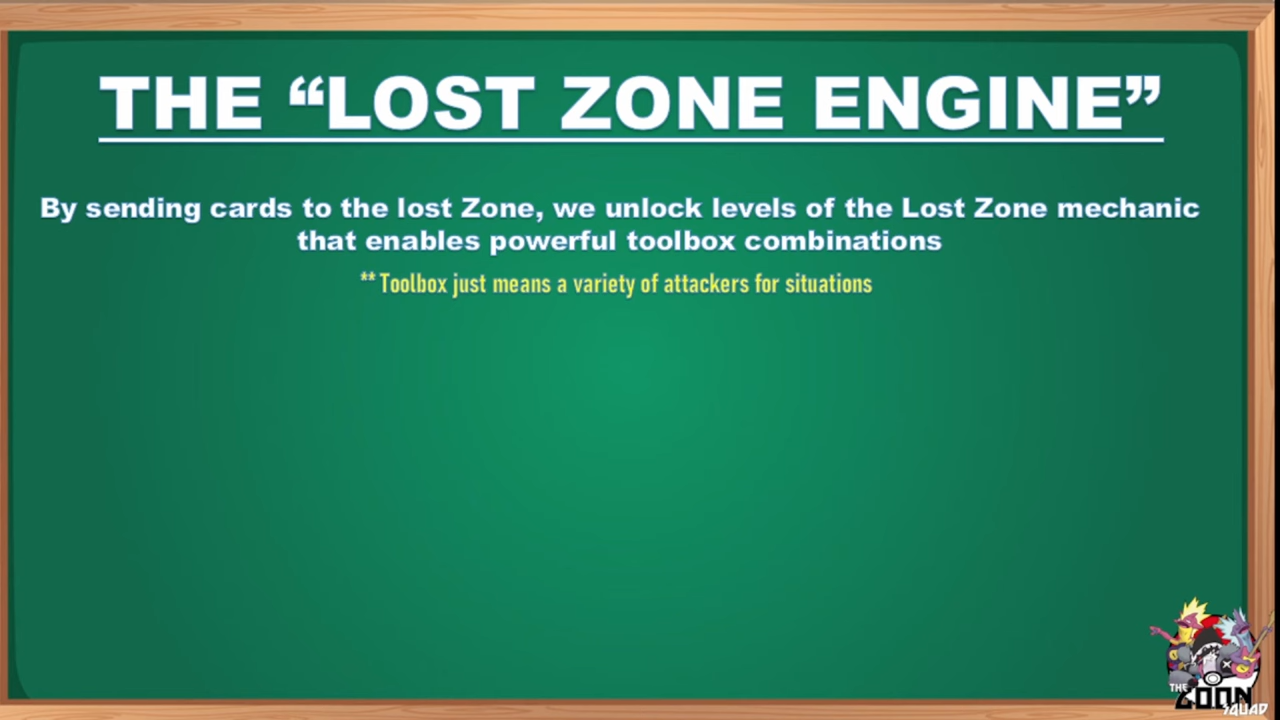 THE “LOST ZONE ENGINE”
By sending cards to the lost Zone, we unlock levels of the Lost Zone mechanic
that enables powerful toolbox combinations
** Toolbox just means a variety of attackers for situations
THE
ZOON
SQUAD